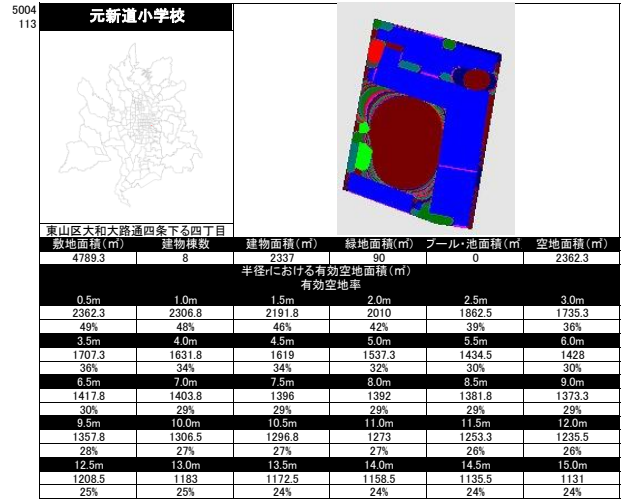 5004
113
元新道小学校
東山区大和大路通四条下る四丁目
敷地面積(㎡) 建物棟数 建物面積(㎡) 緑地面積(㎡) プール・池面積(㎡ 空地面積(㎡)
4789.3 8 2337 90 0 2362.3
半径rにおける有効空地面積(㎡)
有効空地率
0.5m 1.0m 1.5m 2.0m 2.5m 3.0m
2362.3 2306.8 2191.8 2010 1862.5 1735.3
49% 48% 46% 42% 39% 36%
3.5m 4.0m 4.5m 5.0m 5.5m 6.0m
1707.3 1631.8 1619 1537.3 1434.5 1428
36% 34% 34% 32% 30% 30%
6.5m 7.0m 7.5m 8.0m 8.5m 9.0m
1417.8 1403.8 1396 1392 1381.8 1373.3
30% 29% 29% 29% 29% 29%
9.5m 10.0m 10.5m 11.0m 11.5m 12.0m
1357.8 1306.5 1296.8 1273 1253.3 1235.5
28% 27% 27% 27% 26% 26%
12.5m 13.0m 13.5m 14.0m 14.5m 15.0m
1208.5 1183 1172.5 1158.5 1135.5 1131
25% 25% 24% 24% 24% 24%